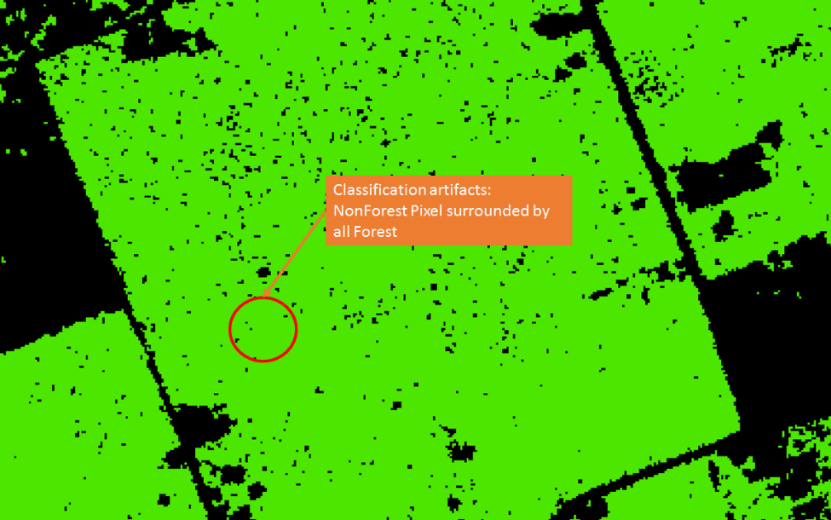 Classification artifacts:
NonForest Pixel surrounded by
all Forest